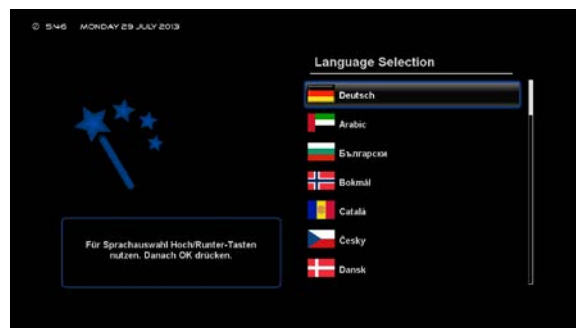 5:46 MONDAY 29 JULY 2013
Language Selection
Deutsch
Arabic
Български
Bokmål
Català
Česky
Dansk
Für Sprachauswahl Hoch/Runter-Tasten
nutzen. Danach OK drücken.